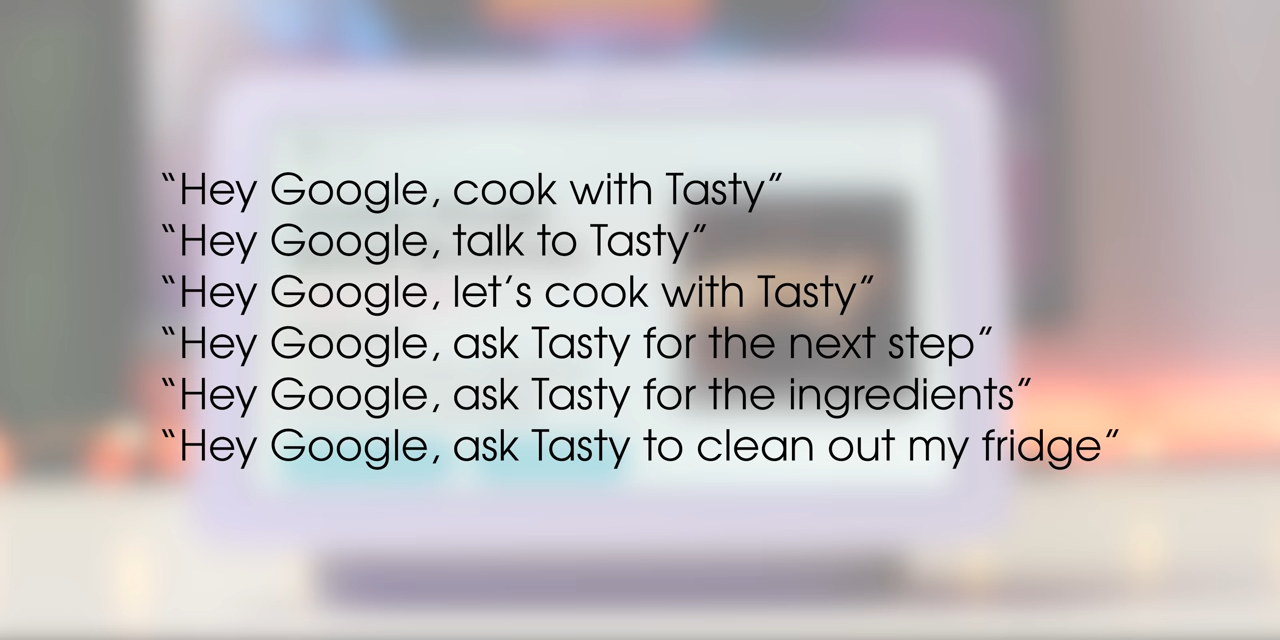 “Hey Google, cook with Tasty”
“Hey Google, talk to Tasty”
“Hey Google, let’s cook with Tasty”
“Hey Google, ask Tasty for the next step”
“Hey Google, ask Tasty for the ingredients”
“Hey Google, ask Tasty to clean out my fridge”